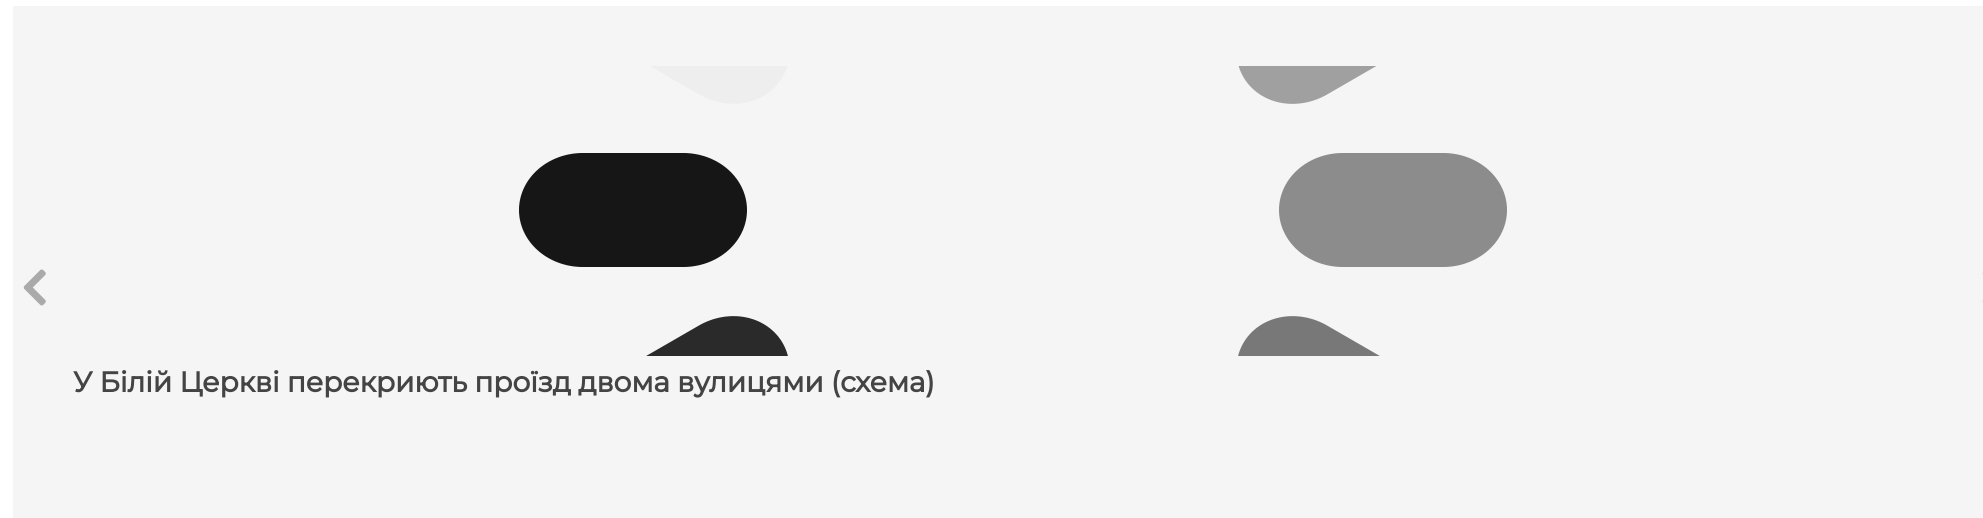 У Білій Церкві перекриють проїзд двома вулицями (схема)